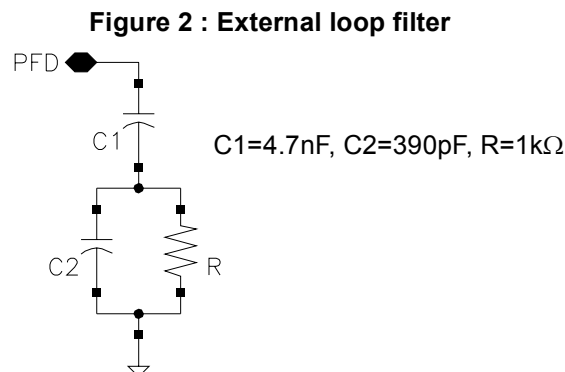 Figure 2 : External loop filter
PFD
C1
C1=4.7nF, C2=390pF, R=1kΩ
C2
R